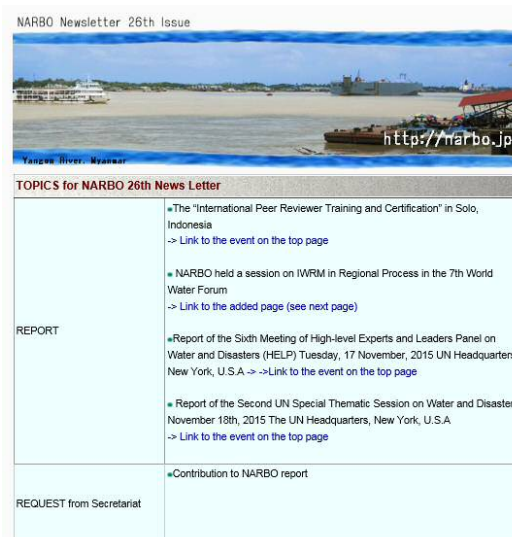 NARBO Newsletter 26th Issue
http://narbo.jp
Yangon River, Myanmar
TOPICS for NARBO 26th News Letter
The “International Peer Reviewer Training and Certification” in Solo,
Indonesia
-> Link to the event on the top page
NARBO held a session on IWRM in Regional Process in the 7th World
Water Forum
-> Link to the added page (see next page)
REPORT
Report of the Sixth Meeting of High-level Experts and Leaders Panel on
Water and Disasters (HELP) Tuesday, 17 November, 2015 UN Headquarters
New York, U.S.A -> ->Link to the event on the top page
Report of the Second UN Special Thematic Session on Water and Disaster
November 18th, 2015 The UN Headquarters, New York, U.S.A
-> Link to the event on the top page
Contribution to NARBO report
REQUEST from Secretariat